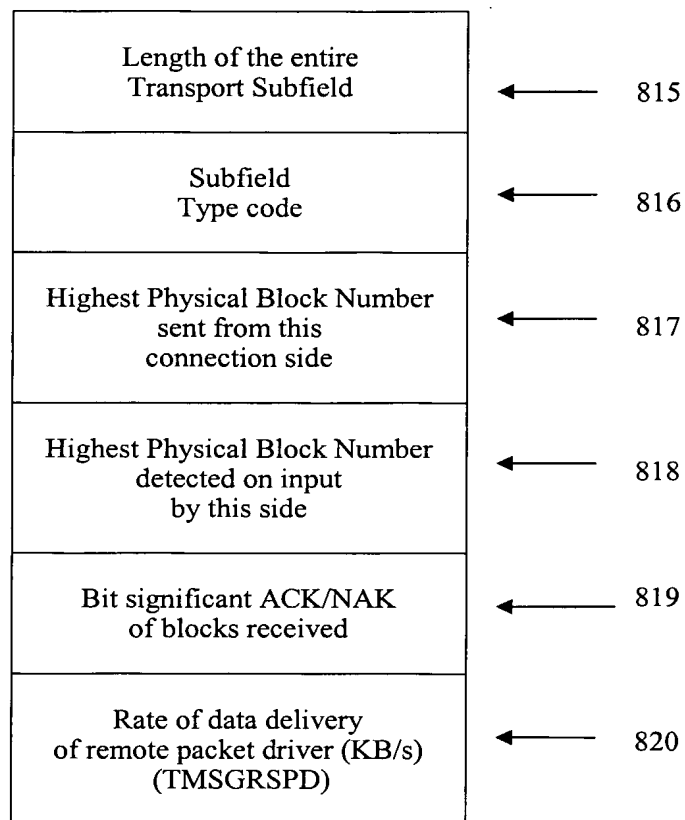 Length of the entire
Transport Subfield
815
Subfield
Type code
816
Highest Physical Block Number
sent from this
connection side
817
Highest Physical Block Number
detected on input
by this side
818
Bit significant ACK/NAK
of blocks received
819
Rate of data delivery
of remote packet driver (KB/s)
(TMSGRSPD)
820